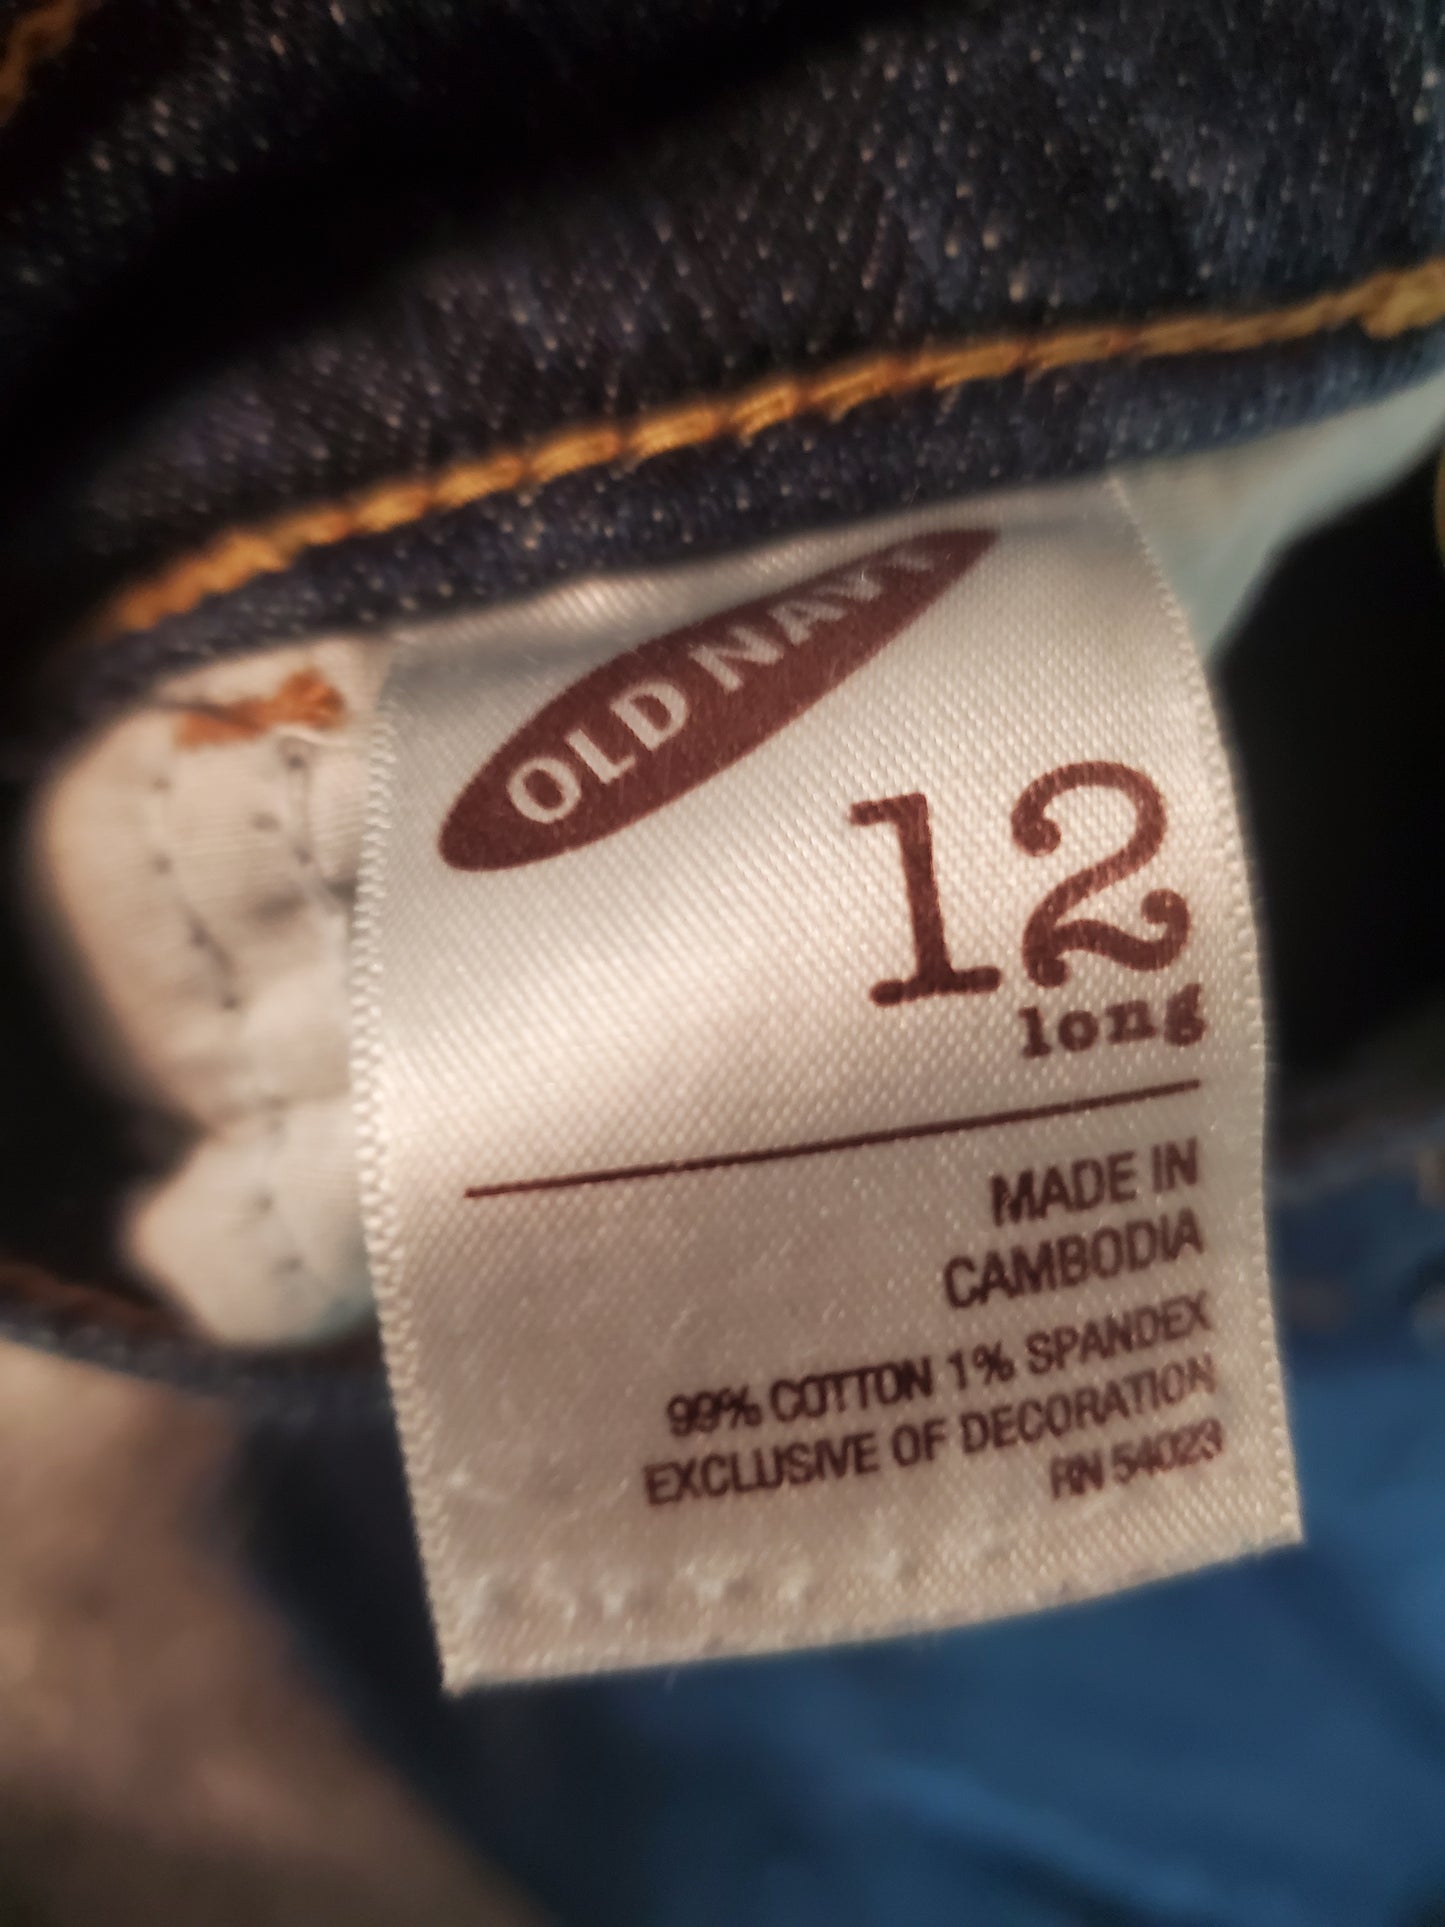 OLD NAVY
12
long
MADE IN
CAMBODIA
99% COTTON 1% SPANDEX
EXCLUSIVE OF DECORATION
RN 54023